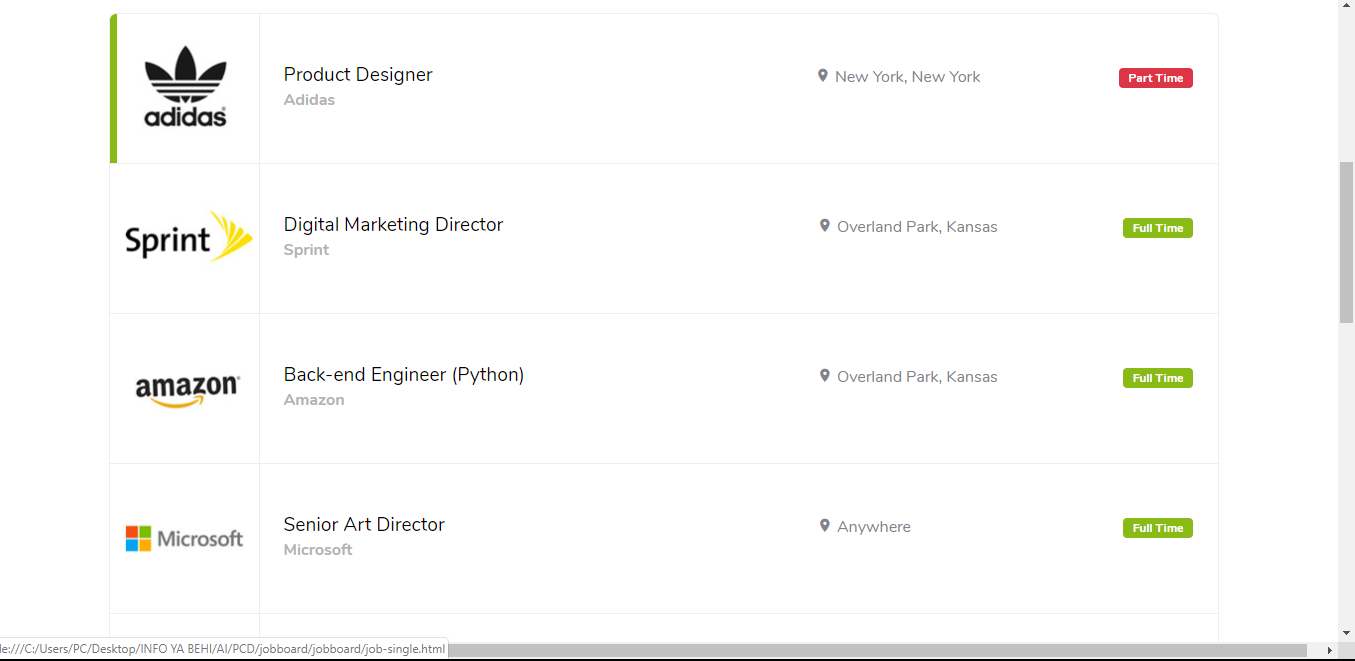 adidas
Product Designer
Adidas
New York, New York
Part Time
Sprint
Digital Marketing Director
Sprint
Overland Park, Kansas
Full Time
amazon
Back-end Engineer (Python)
Amazon
Overland Park, Kansas
Full Time
Microsoft
Senior Art Director
Microsoft
Anywhere
Full Time
le:///C:/Users/PC/Desktop/INFO YA BEHI/AI/PCD/jobboard/jobboard/job-single.html